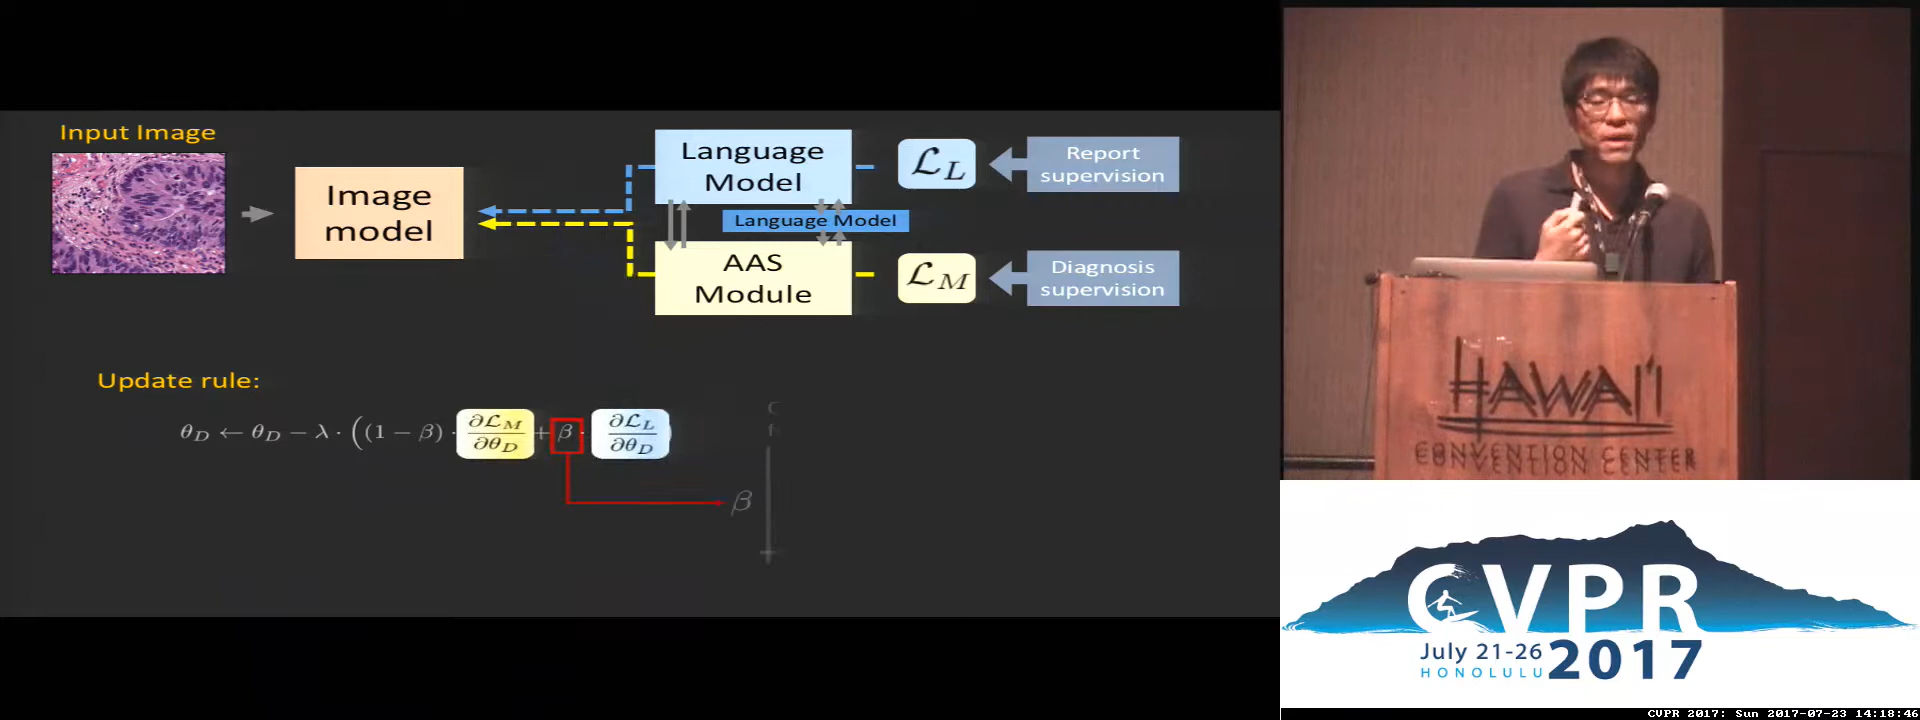 Input Image
Image
model
Language
Model
Language Model
AAS
Module
ℒL
ℒM
Report
supervision
Diagnosis
supervision
Update rule:
θD ← θD − λ · ((1 − β) · ∂ℒM/∂θD + β · ∂ℒL/∂θD)
β
HAWAI'I
CONVENTION CENTER
CVPR
July 21-26
HONOLULU
2017
CVPR 2017: Sun 2017-07-23 14:18:46